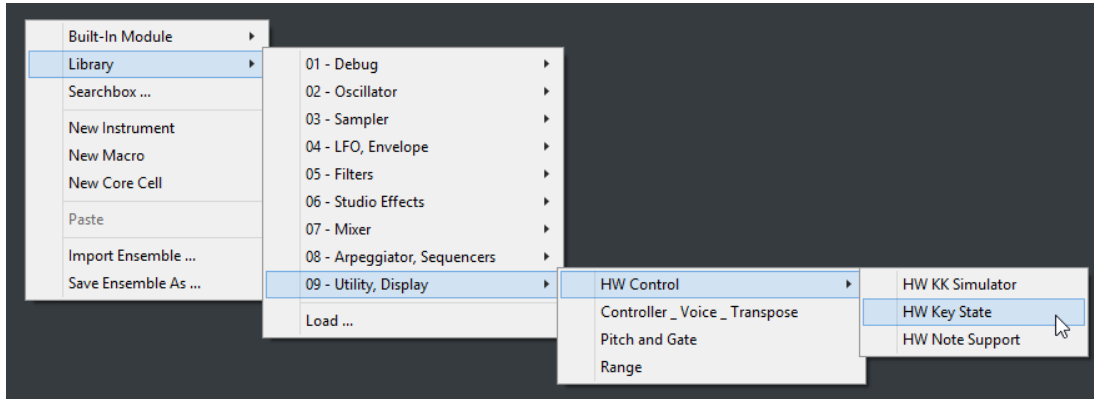 Built-In Module
Library
Searchbox ...
New Instrument
New Macro
New Core Cell
Paste
Import Ensemble ...
Save Ensemble As ...
01 - Debug
02 - Oscillator
03 - Sampler
04 - LFO, Envelope
05 - Filters
06 - Studio Effects
07 - Mixer
08 - Arpeggiator, Sequencers
09 - Utility, Display
Load ...
HW Control
Controller _ Voice _ Transpose
Pitch and Gate
Range
HW KK Simulator
HW Key State
HW Note Support